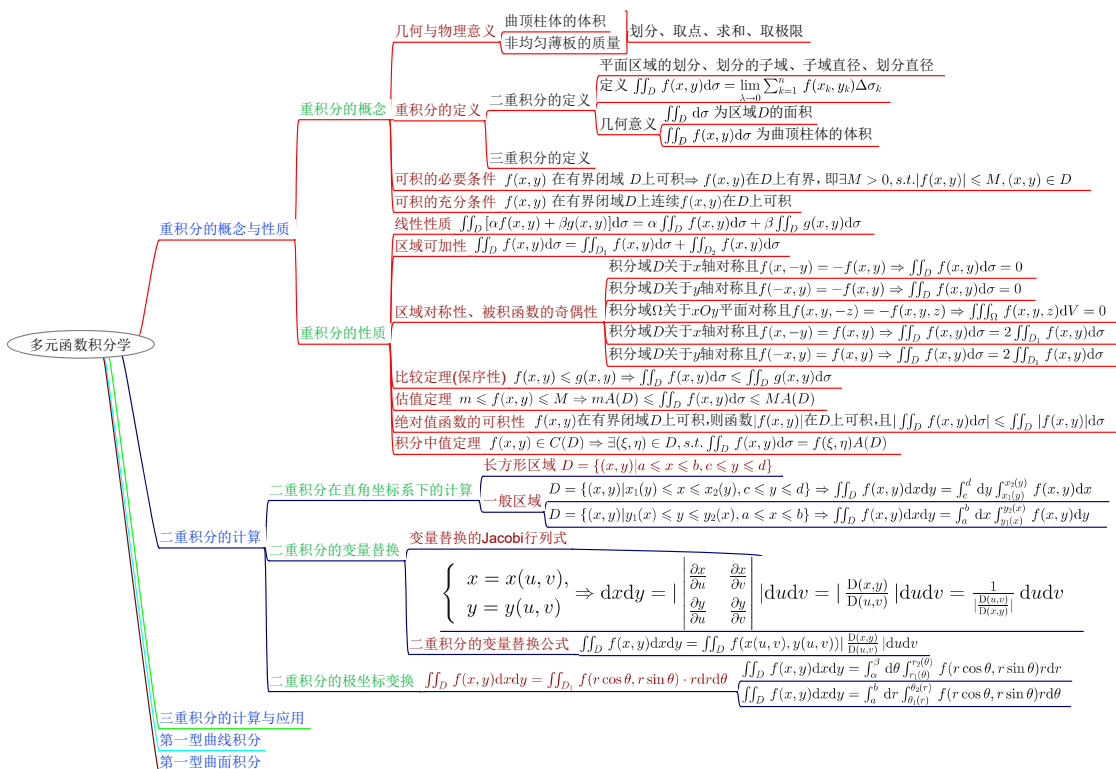 多元函数积分学
重积分的概念与性质
重积分的概念
几何与物理意义
曲顶柱体的体积
非均匀薄板的质量
划分、取点、求和、取极限
重积分的定义
二重积分的定义
平面区域的划分、划分的子域、子域直径、划分直径
定义 ∬_D f(x,y)dσ = lim_{λ→0} ∑_{k=1}^{n} f(x_k,y_k)Δσ_k
几何意义
∬_D dσ 为区域D的面积
∬_D f(x,y)dσ 为曲顶柱体的体积
三重积分的定义
可积的必要条件 f(x,y) 在有界闭域 D上可积⇒ f(x,y)在D上有界，即∃M > 0, s.t.|f(x,y)| ⩽ M, (x,y) ∈ D
可积的充分条件 f(x,y) 在有界闭域D上连续f(x,y)在D上可积
重积分的性质
线性性质 ∬_D [αf(x,y) + βg(x,y)]dσ = α∬_D f(x,y)dσ + β∬_D g(x,y)dσ
区域可加性 ∬_D f(x,y)dσ = ∬_{D_1} f(x,y)dσ + ∬_{D_2} f(x,y)dσ
区域对称性、被积函数的奇偶性
积分域D关于x轴对称且f(x,−y) = −f(x,y) ⇒ ∬_D f(x,y)dσ = 0
积分域D关于y轴对称且f(−x,y) = −f(x,y) ⇒ ∬_D f(x,y)dσ = 0
积分域Ω关于xOy平面对称且f(x,y,−z) = −f(x,y,z) ⇒ ∭_Ω f(x,y,z)dV = 0
积分域D关于x轴对称且f(x,−y) = f(x,y) ⇒ ∬_D f(x,y)dσ = 2∬_{D_1} f(x,y)dσ
积分域D关于y轴对称且f(−x,y) = f(x,y) ⇒ ∬_D f(x,y)dσ = 2∬_{D_1} f(x,y)dσ
比较定理(保序性) f(x,y) ⩽ g(x,y) ⇒ ∬_D f(x,y)dσ ⩽ ∬_D g(x,y)dσ
估值定理 m ⩽ f(x,y) ⩽ M ⇒ mA(D) ⩽ ∬_D f(x,y)dσ ⩽ MA(D)
绝对值函数的可积性 f(x,y)在有界闭域D上可积,则函数|f(x,y)|在D上可积,且|∬_D f(x,y)dσ| ⩽ ∬_D |f(x,y)|dσ
积分中值定理 f(x,y) ∈ C(D) ⇒ ∃(ξ,η) ∈ D, s.t. ∬_D f(x,y)dσ = f(ξ,η)A(D)
二重积分的计算
二重积分在直角坐标系下的计算
长方形区域 D = {(x,y)|a ⩽ x ⩽ b, c ⩽ y ⩽ d}
一般区域
D = {(x,y)|x_1(y) ⩽ x ⩽ x_2(y), c ⩽ y ⩽ d} ⇒ ∬_D f(x,y)dxdy = ∫_c^d dy ∫_{x_1(y)}^{x_2(y)} f(x,y)dx
D = {(x,y)|y_1(x) ⩽ y ⩽ y_2(x), a ⩽ x ⩽ b} ⇒ ∬_D f(x,y)dxdy = ∫_a^b dx ∫_{y_1(x)}^{y_2(x)} f(x,y)dy
二重积分的变量替换
变量替换的Jacobi行列式
{ x = x(u,v), y = y(u,v) ⇒ dxdy = | |∂x/∂u ∂x/∂v ; ∂y/∂u ∂y/∂v| |dudv = | D(x,y)/D(u,v) |dudv = 1/|D(u,v)/D(x,y)| dudv
二重积分的变量替换公式 ∬_D f(x,y)dxdy = ∬_D f(x(u,v), y(u,v))| D(x,y)/D(u,v) |dudv
二重积分的极坐标变换 ∬_D f(x,y)dxdy = ∬_{D_1} f(r cos θ, r sin θ) · rdrdθ
∬_D f(x,y)dxdy = ∫_α^β dθ ∫_{r_1(θ)}^{r_2(θ)} f(r cos θ, r sin θ)rdr
∬_D f(x,y)dxdy = ∫_a^b dr ∫_{θ_1(r)}^{θ_2(r)} f(r cos θ, r sin θ)rdθ
三重积分的计算与应用
第一型曲线积分
第一型曲面积分